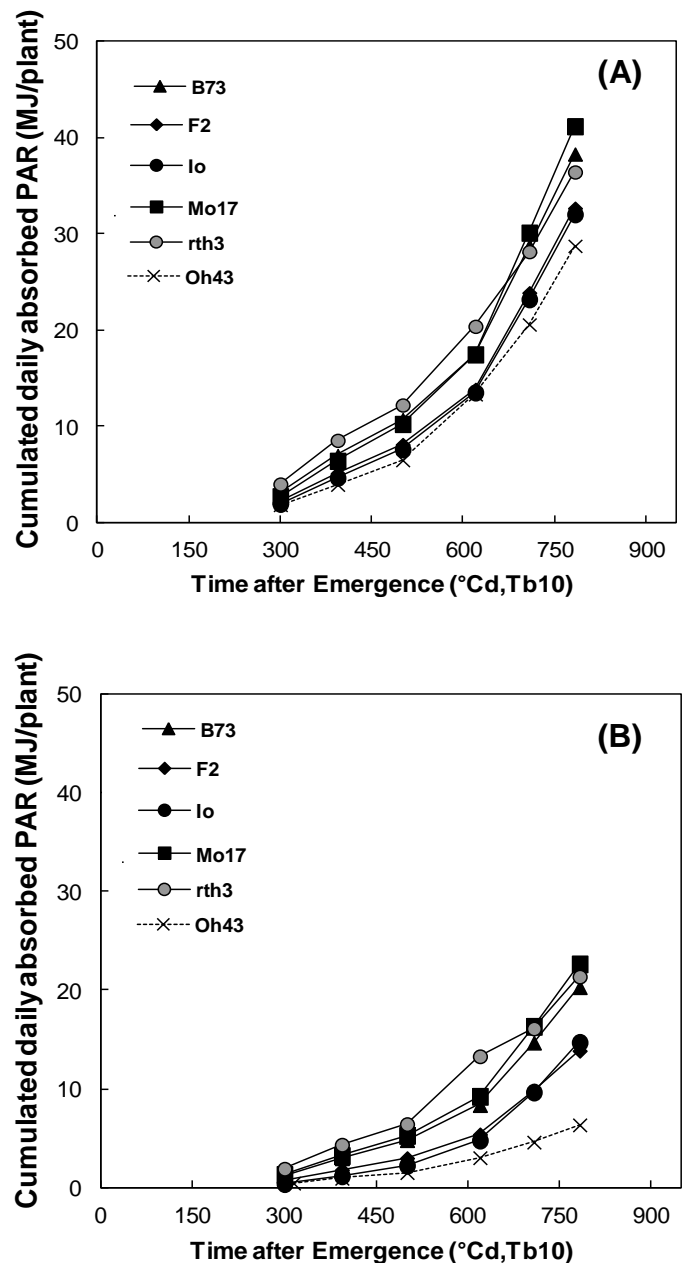 Cumulated daily absorbed PAR (MJ/plant)
50
40
30
20
10
0
(A)
B73
F2
Io
Mo17
rth3
Oh43
0 150 300 450 600 750 900
Time after Emergence (°Cd,Tb10)
Cumulated daily absorbed PAR (MJ/plant)
50
40
30
20
10
0
(B)
B73
F2
Io
Mo17
rth3
Oh43
0 150 300 450 600 750 900
Time after Emergence (°Cd,Tb10)